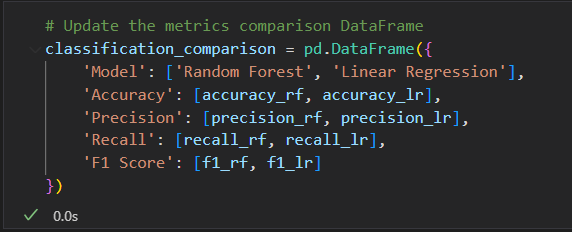 # Update the metrics comparison DataFrame
classification_comparison = pd.DataFrame({
    'Model': ['Random Forest', 'Linear Regression'],
    'Accuracy': [accuracy_rf, accuracy_lr],
    'Precision': [precision_rf, precision_lr],
    'Recall': [recall_rf, recall_lr],
    'F1 Score': [f1_rf, f1_lr]
})
0.0s